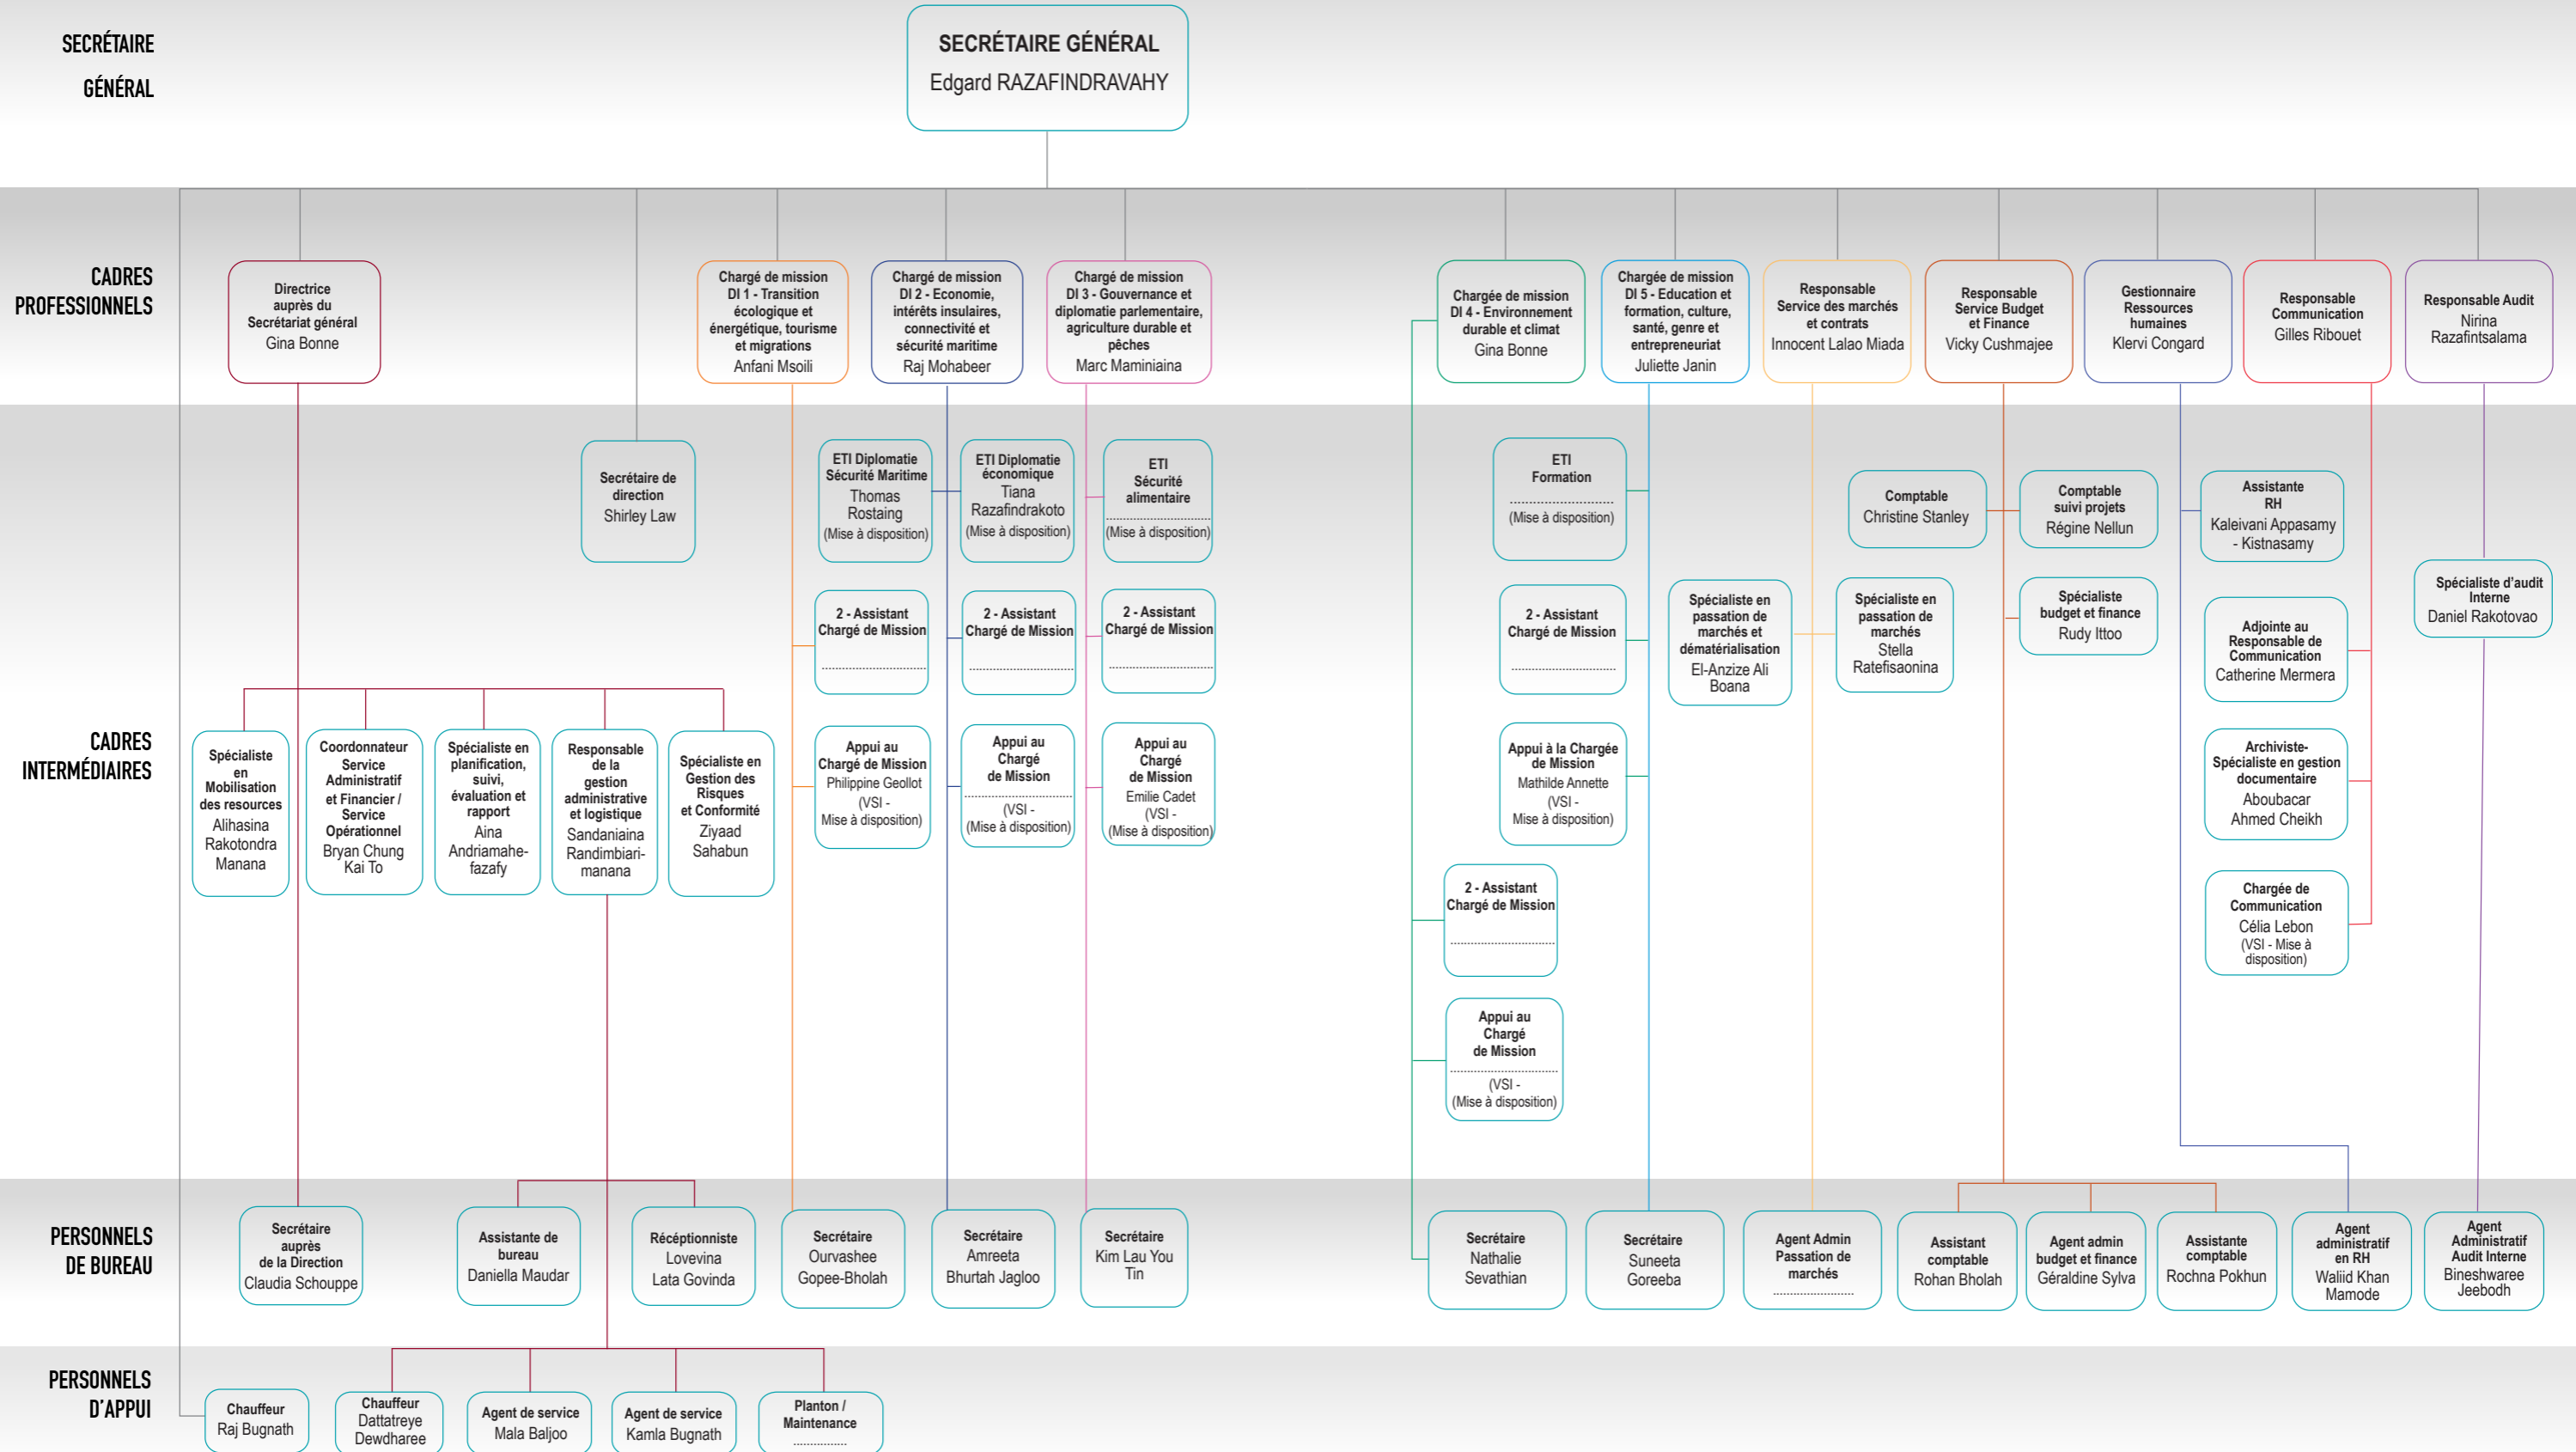 SECRÉTAIRE
GÉNÉRAL
SECRÉTAIRE GÉNÉRAL
Edgard RAZAFINDRAVAHY
CADRES
PROFESSIONNELS
Directrice
auprès du
Secrétariat général
Gina Bonne
Chargé de mission
DI 1 - Transition
écologique et
énergétique, tourisme
et migrations
Anfani Msoili
Chargé de mission
DI 2 - Economie,
intérêts insulaires,
connectivité et
sécurité maritime
Raj Mohabeer
Chargé de mission
DI 3 - Gouvernance et
diplomatie parlementaire,
agriculture durable et
pêches
Marc Maminiaina
Chargée de mission
DI 4 - Environnement
durable et climat
Gina Bonne
Chargée de mission
DI 5 - Education et
formation, culture,
santé, genre et
entrepreneuriat
Juliette Janin
Responsable
Service des marchés
et contrats
Innocent Lalao Miada
Responsable
Service Budget
et Finance
Vicky Cushmajee
Gestionnaire
Ressources
humaines
Klervi Congard
Responsable
Communication
Gilles Ribouet
Responsable Audit
Nirina
Razafintsalama
CADRES
INTERMÉDIAIRES
Secrétaire de
direction
Shirley Law
ETI Diplomatie
Sécurité Maritime
Thomas
Rostaing
(Mise à disposition)
ETI Diplomatie
économique
Tiana
Razafindrakoto
(Mise à disposition)
ETI
Sécurité
alimentaire
(Mise à disposition)
ETI
Formation
(Mise à disposition)
Comptable
Christine Stanley
Comptable
suivi projets
Régine Nellun
Assistante
RH
Kaleivani Appasamy
- Kistnasamy
Spécialiste d'audit
Interne
Daniel Rakotovao
2 - Assistant
Chargé de Mission
2 - Assistant
Chargé de Mission
2 - Assistant
Chargé de Mission
2 - Assistant
Chargé de Mission
Spécialiste en
passation de
marchés et
dématérialisation
El-Anzize Ali
Boana
Spécialiste en
passation de
marchés
Stella
Ratefisaonina
Spécialiste
budget et finance
Rudy Ittoo
Adjointe au
Responsable de
Communication
Catherine Mermera
Spécialiste
en
Mobilisation
des resources
Alihasina
Rakotondra
Manana
Coordonnateur
Service
Administratif
et Financier /
Service
Opérationnel
Bryan Chung
Kai To
Spécialiste en
planification,
suivi,
évaluation et
rapport
Aina
Andriamahe-
fazafy
Responsable
de la
gestion
administrative
et logistique
Sandaniaina
Randimbiari-
manana
Spécialiste en
Gestion des
Risques
et Conformité
Ziyaad
Sahabun
Appui au
Chargé de Mission
Philippine Geollot
(VSI -
Mise à disposition)
Appui au
Chargé
de Mission
(VSI -
(Mise à disposition)
Appui au
Chargé
de Mission
Emilie Cadet
(VSI -
(Mise à disposition)
Appui à la Chargée
de Mission
Mathilde Annette
(VSI -
Mise à disposition)
Archiviste-
Spécialiste en gestion
documentaire
Aboubacar
Ahmed Cheikh
2 - Assistant
Chargé de Mission
Chargée de
Communication
Célia Lebon
(VSI - Mise à
disposition)
Appui au
Chargé
de Mission
(VSI -
(Mise à disposition)
PERSONNELS
DE BUREAU
Secrétaire
auprès
de la Direction
Claudia Schouppe
Assistante de
bureau
Daniella Maudar
Récéptionniste
Lovevina
Lata Govinda
Secrétaire
Ourvashee
Gopee-Bholah
Secrétaire
Amreeta
Bhurtah Jagloo
Secrétaire
Kim Lau You
Tin
Secrétaire
Nathalie
Sevathian
Secrétaire
Suneeta
Goreeba
Agent Admin
Passation de
marchés
Assistant
comptable
Rohan Bholah
Agent admin
budget et finance
Géraldine Sylva
Assistante
comptable
Rochna Pokhun
Agent
administratif
en RH
Waliid Khan
Mamode
Agent
Administratif
Audit Interne
Bineshwaree
Jeebodh
PERSONNELS
D'APPUI
Chauffeur
Raj Bugnath
Chauffeur
Dattatreye
Dewdharee
Agent de service
Mala Baljoo
Agent de service
Kamla Bugnath
Planton /
Maintenance